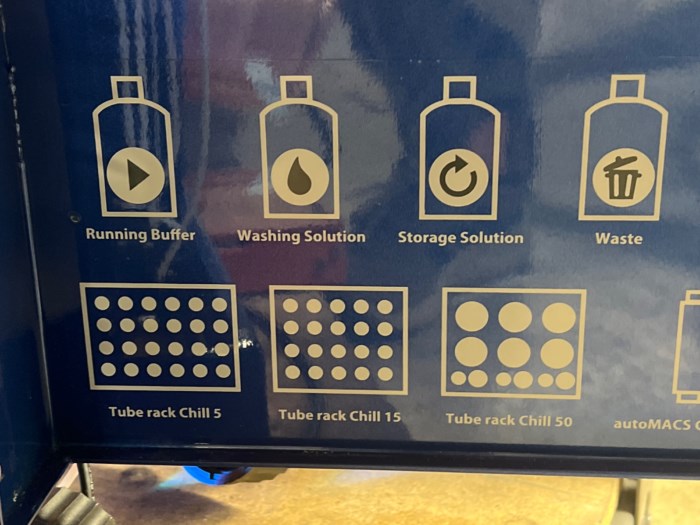 Running Buffer
Washing Solution
Storage Solution
Waste
Tube rack Chill 5
Tube rack Chill 15
Tube rack Chill 50
autoMACS